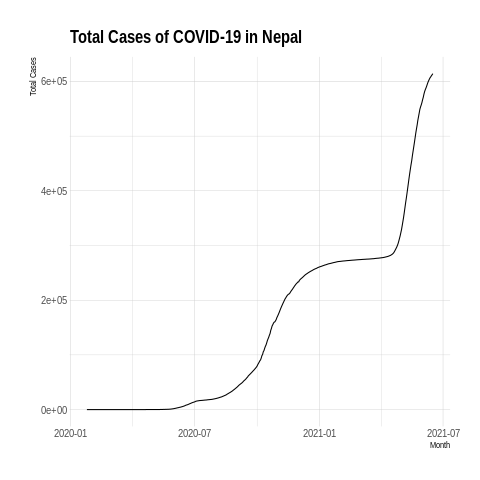 Total Cases of COVID-19 in Nepal
Total Cases
6e+05
4e+05
2e+05
0e+00
2020-01 2020-07 2021-01 2021-07
Month